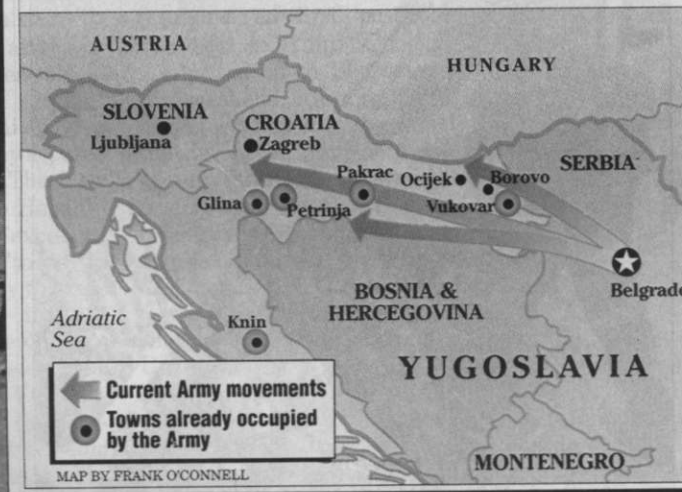 AUSTRIA
HUNGARY
SLOVENIA
Ljubljana
CROATIA
Zagreb
SERBIA
Pakrac
Ocijek
Borovo
Glina
Petrinja
Vukovar
Belgrade
BOSNIA &
HERCEGOVINA
Adriatic
Sea
Knin
YUGOSLAVIA
Current Army movements
Towns already occupied
by the Army
MONTENEGRO
MAP BY FRANK O'CONNELL